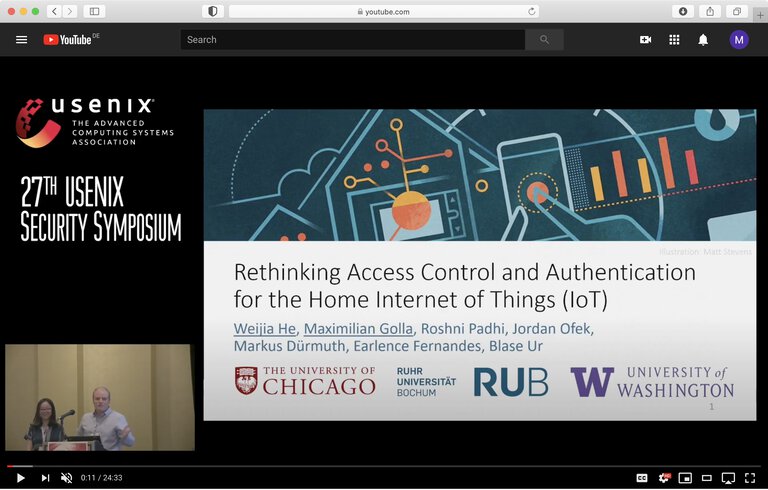 youtube.com
YouTube DE
Search
M
usenix®
THE ADVANCED
COMPUTING SYSTEMS
ASSOCIATION
27TH USENIX
SECURITY SYMPOSIUM
Illustration: Matt Stevens
Rethinking Access Control and Authentication
for the Home Internet of Things (IoT)
Weijia He, Maximilian Golla, Roshni Padhi, Jordan Ofek,
Markus Dürmuth, Earlence Fernandes, Blase Ur
THE UNIVERSITY OF
CHICAGO
RUHR
UNIVERSITÄT
BOCHUM
RUB
W
UNIVERSITY of
WASHINGTON
1
0:11 / 24:33
CC
HD